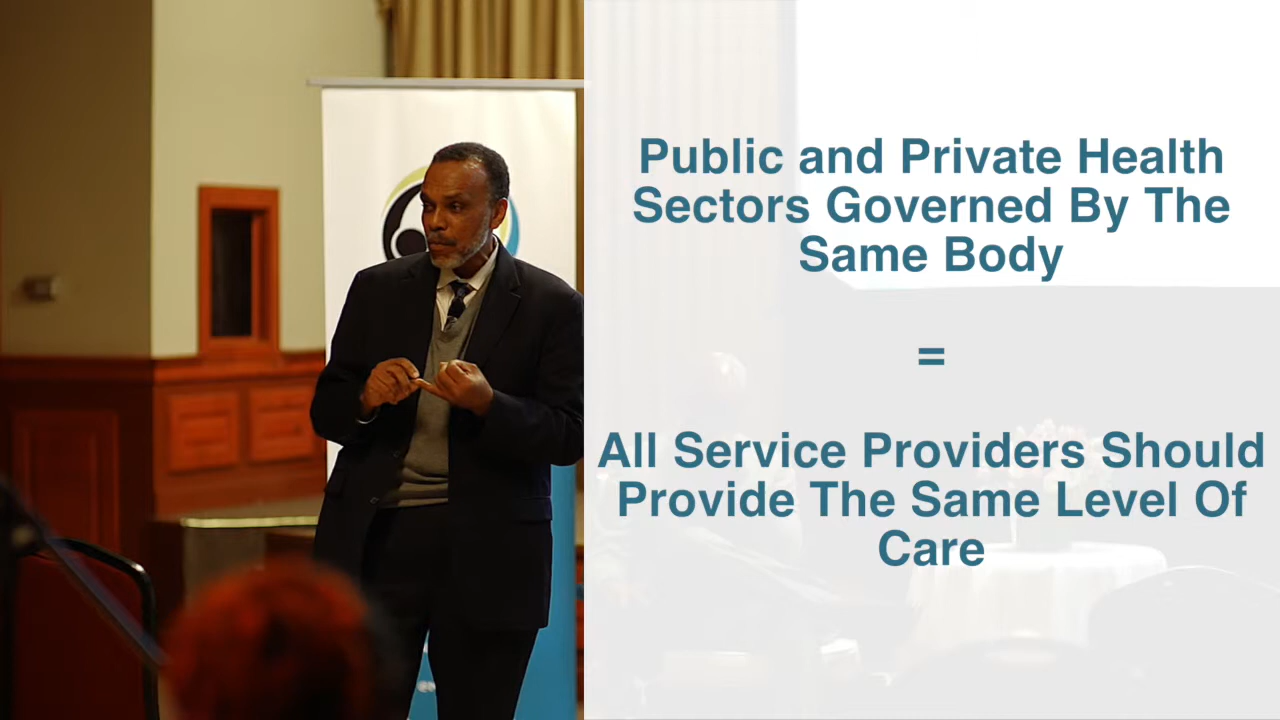 Public and Private Health
Sectors Governed By The
Same Body
=
All Service Providers Should
Provide The Same Level Of
Care